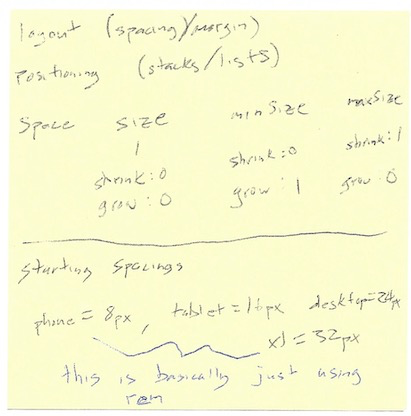 layout (spacing)/margin)
Positioning (stacks/lists)
Space size minSize maxSize
1
shrink:0 shrink:0 shrink:1
grow:0 grow:1 grow:0
starting spacings
phone = 8px, tablet = 16px desktop=24px
xl = 32px
this is basically just using
rem